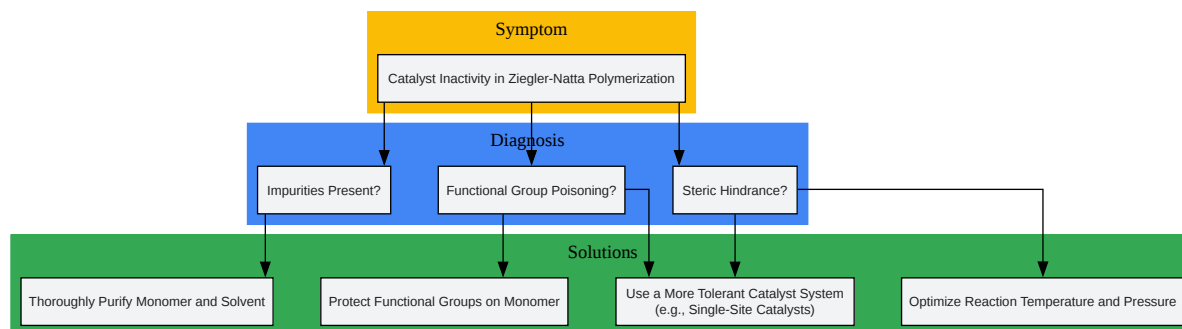 Symptom
Catalyst Inactivity in Ziegler-Natta Polymerization
Diagnosis
Impurities Present?
Functional Group Poisoning?
Steric Hindrance?
Solutions
Thoroughly Purify Monomer and Solvent
Protect Functional Groups on Monomer
Use a More Tolerant Catalyst System
(e.g., Single-Site Catalysts)
Optimize Reaction Temperature and Pressure